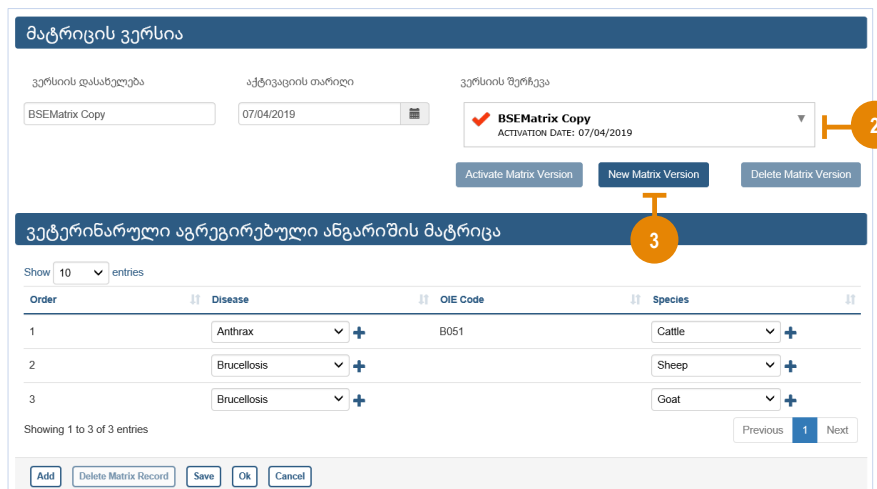 მატრიცის ვერსია
ვერსიის დასახელება აქტივაციის თარიღი ვერსიის შერჩევა
BSEMatrix Copy 07/04/2019 BSEMatrix Copy
ACTIVATION DATE: 07/04/2019
2
Activate Matrix Version New Matrix Version Delete Matrix Version
3
ვეტერინარული აგრეგირებული ანგარიშის მატრიცა
Show 10 entries
Order Disease OIE Code Species
1 Anthrax B051 Cattle
2 Brucellosis Sheep
3 Brucellosis Goat
Showing 1 to 3 of 3 entries Previous 1 Next
Add Delete Matrix Record Save Ok Cancel